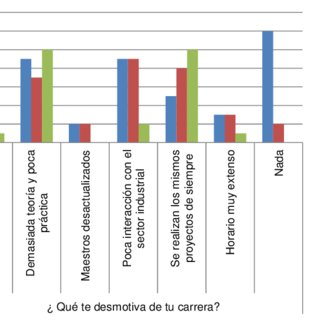 Demasiada teoría y poca
práctica
Maestros desactualizados
Poca interacción con el
sector industrial
Se realizan los mismos
proyectos de siempre
Horario muy extenso
Nada
¿ Qué te desmotiva de tu carrera?